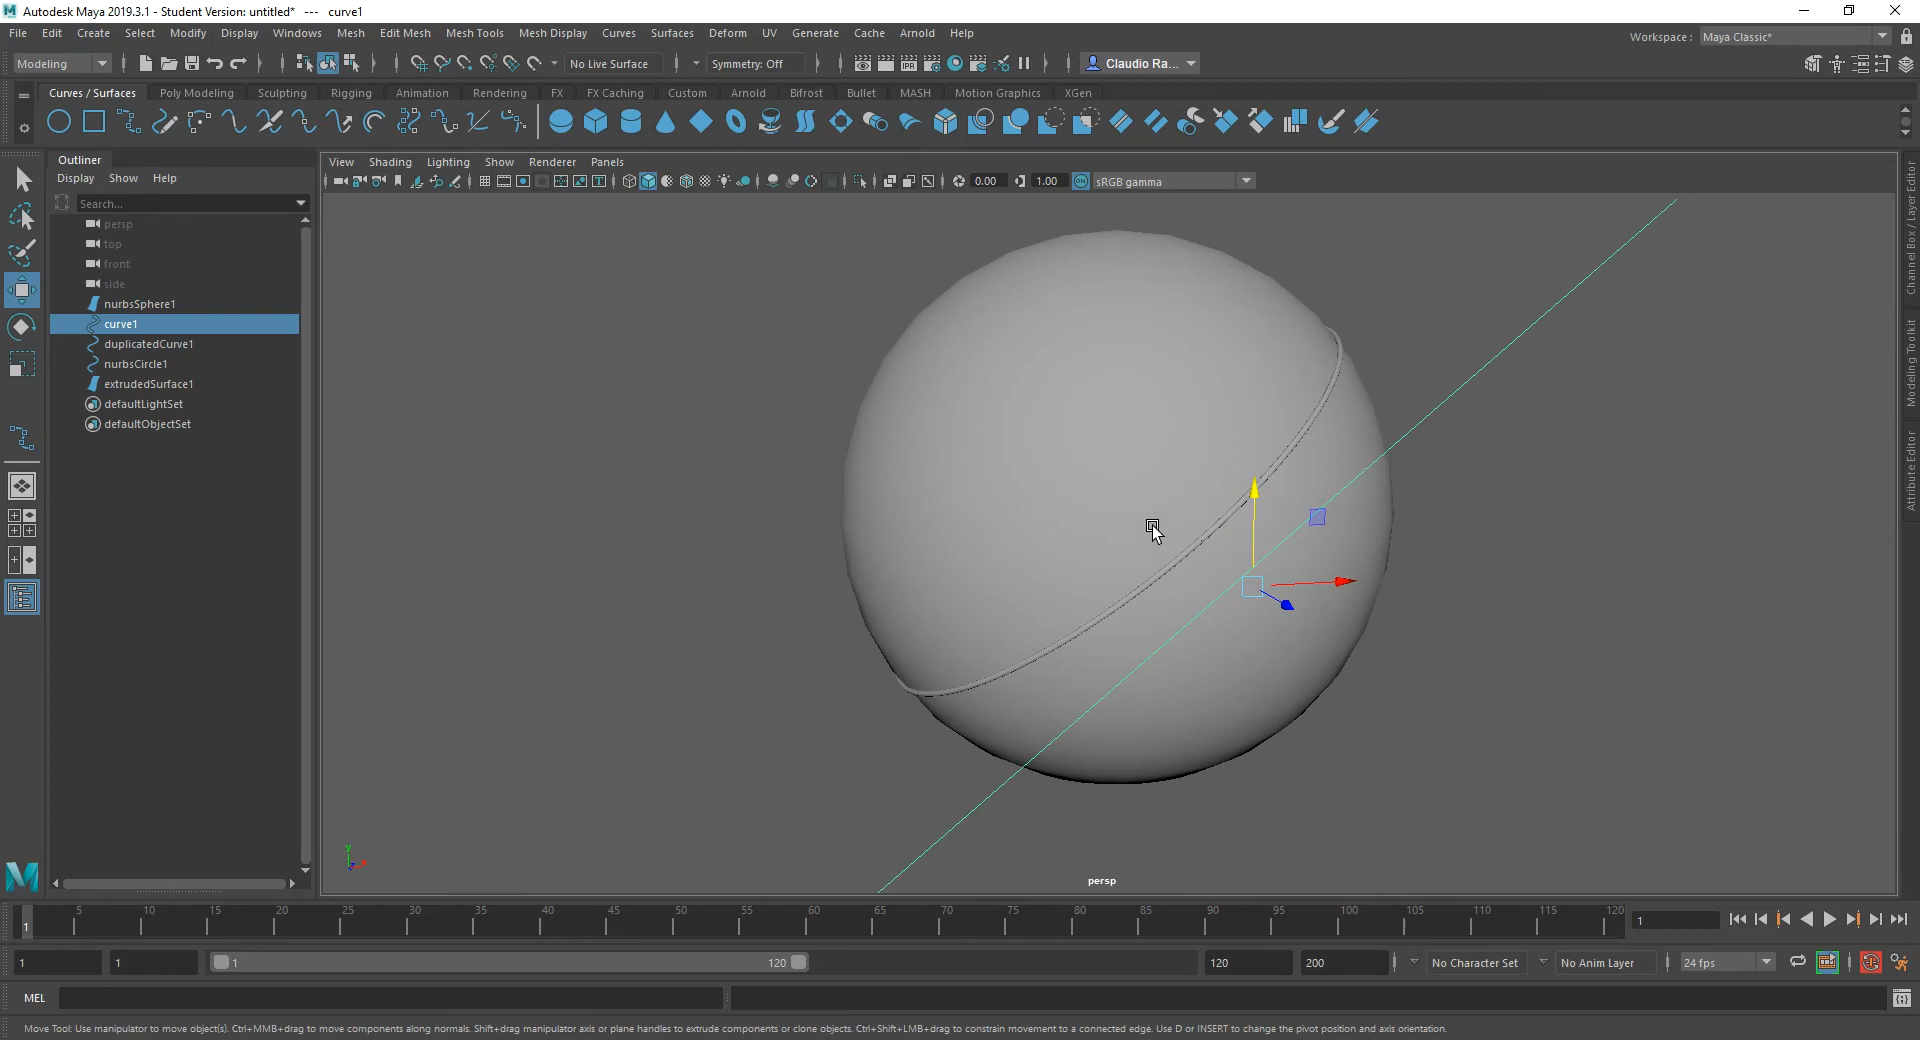 Autodesk Maya 2019.3.1 - Student Version: untitled* --- curve1
File Edit Create Select Modify Display Windows Mesh Edit Mesh Mesh Tools Mesh Display Curves Surfaces Deform UV Generate Cache Arnold Help
Workspace : Maya Classic*
Modeling No Live Surface Symmetry: Off Claudio Ra...
Curves / Surfaces Poly Modeling Sculpting Rigging Animation Rendering FX FX Caching Custom Arnold Bifrost Bullet MASH Motion Graphics XGen
Outliner
Display Show Help
Search...
persp
top
front
side
nurbsSphere1
curve1
duplicatedCurve1
nurbsCircle1
extrudedSurface1
defaultLightSet
defaultObjectSet
View Shading Lighting Show Renderer Panels
0.00 1.00 ON sRGB gamma
y
x
z
persp
Channel Box / Layer Editor
Modeling Toolkit
Attribute Editor
1 5 10 15 20 25 30 35 40 45 50 55 60 65 70 75 80 85 90 95 100 105 110 115 120 1
1 1 1 120 120 200 No Character Set No Anim Layer 24 fps
MEL
Move Tool: Use manipulator to move object(s). Ctrl+MMB+drag to move components along normals. Shift+drag manipulator axis or plane handles to extrude components or clone objects. Ctrl+Shift+LMB+drag to constrain movement to a connected edge. Use D or INSERT to change the pivot position and axis orientation.